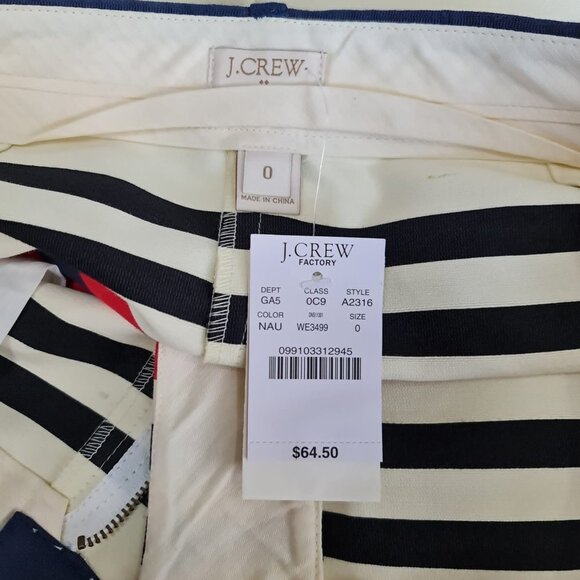 J.CREW
0
MADE IN CHINA
J.CREW
FACTORY
DEPT CLASS STYLE
GA5 0C9 A2316
COLOR SIZE
NAU WE3499 0
099103312945
$64.50